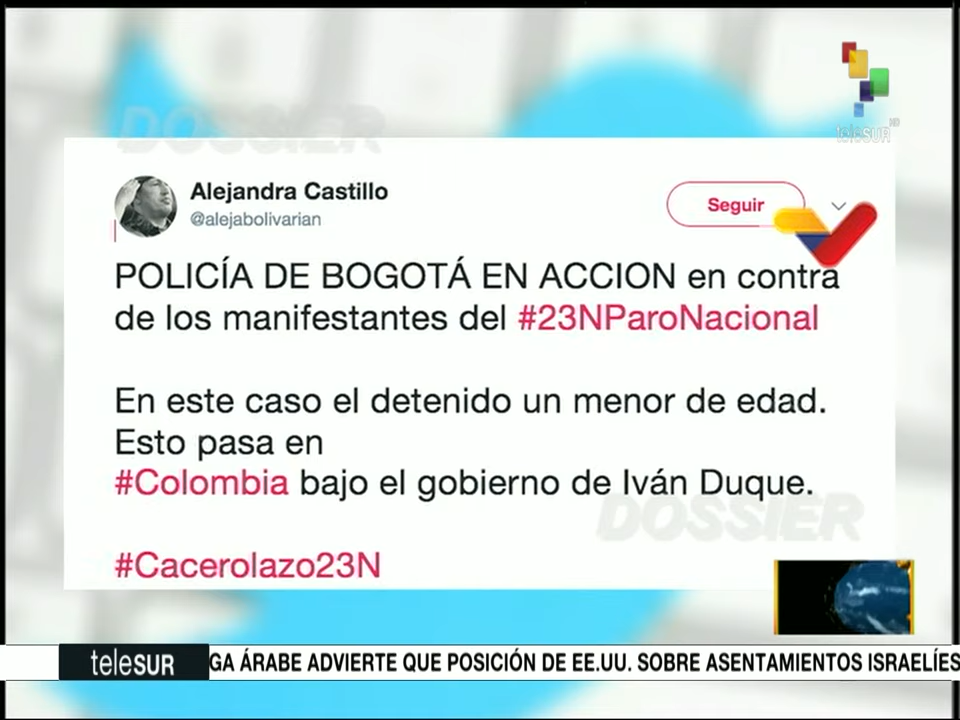 DOSSIER
teleSUR HD
Alejandra Castillo
@alejabolivarian
Seguir
POLICÍA DE BOGOTÁ EN ACCION en contra
de los manifestantes del #23NParoNacional
En este caso el detenido un menor de edad.
Esto pasa en
#Colombia bajo el gobierno de Iván Duque.
DOSSIER
#Cacerolazo23N
teleSUR GA ÁRABE ADVIERTE QUE POSICIÓN DE EE.UU. SOBRE ASENTAMIENTOS ISRAELÍES